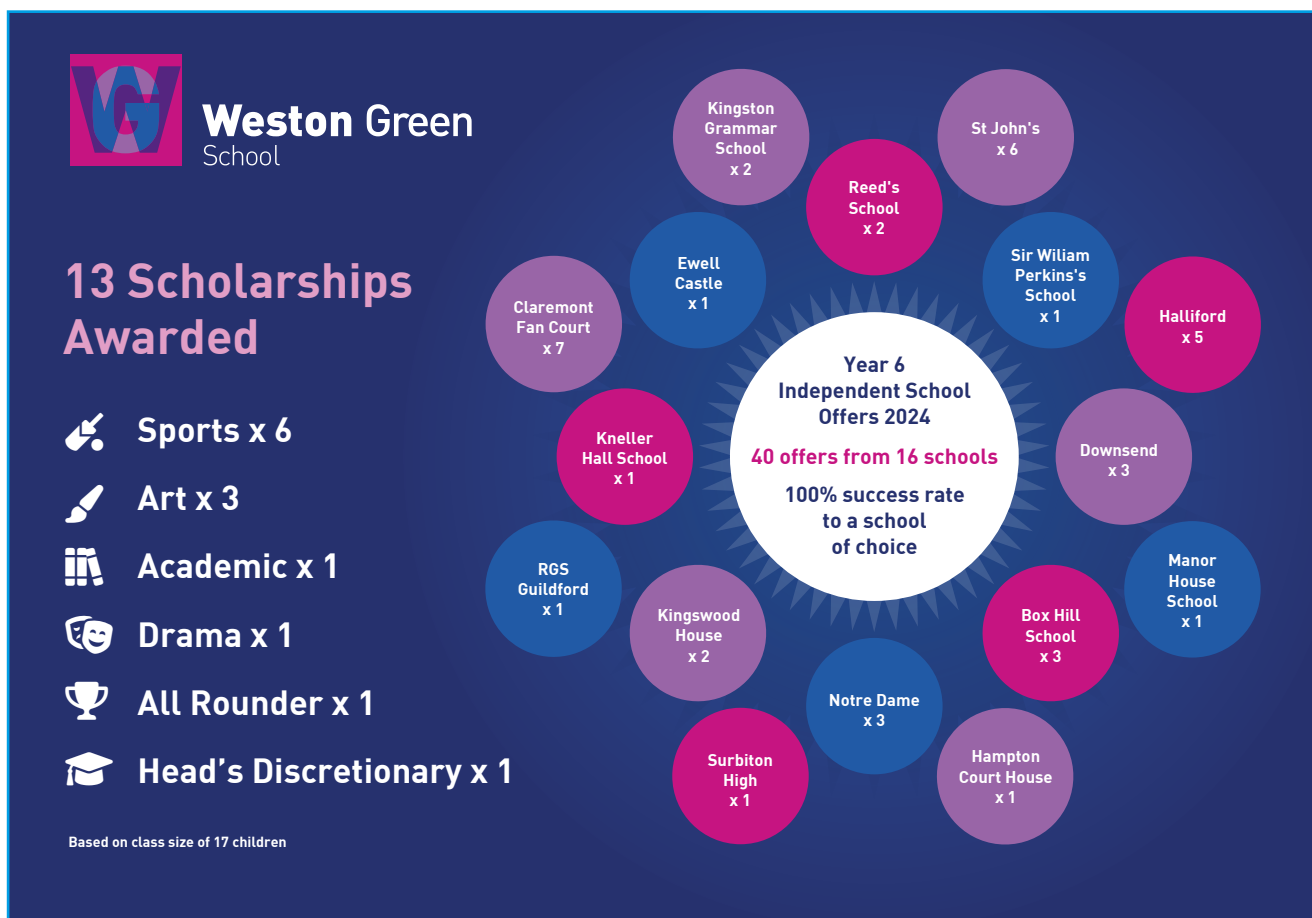 Weston Green
School
13 Scholarships
Awarded
Sports x 6
Art x 3
Academic x 1
Drama x 1
All Rounder x 1
Head's Discretionary x 1
Based on class size of 17 children
Kingston
Grammar
School
x 2
St John's
x 6
Reed's
School
x 2
Ewell
Castle
x 1
Sir Wiliam
Perkins's
School
x 1
Claremont
Fan Court
x 7
Halliford
x 5
Year 6
Independent School
Offers 2024
40 offers from 16 schools
100% success rate
to a school
of choice
Kneller
Hall School
x 1
Downsend
x 3
RGS
Guildford
x 1
Manor
House
School
x 1
Kingswood
House
x 2
Box Hill
School
x 3
Notre Dame
x 3
Surbiton
High
x 1
Hampton
Court House
x 1